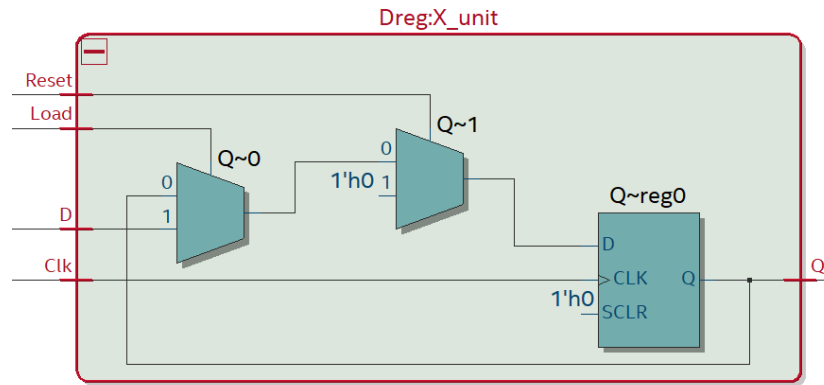 Dreg:X_unit
Reset
Load
Q~1
Q~0
0
1'h0 1
0
1
Q~reg0
D
D
Clk
CLK Q
Q
1'h0
SCLR